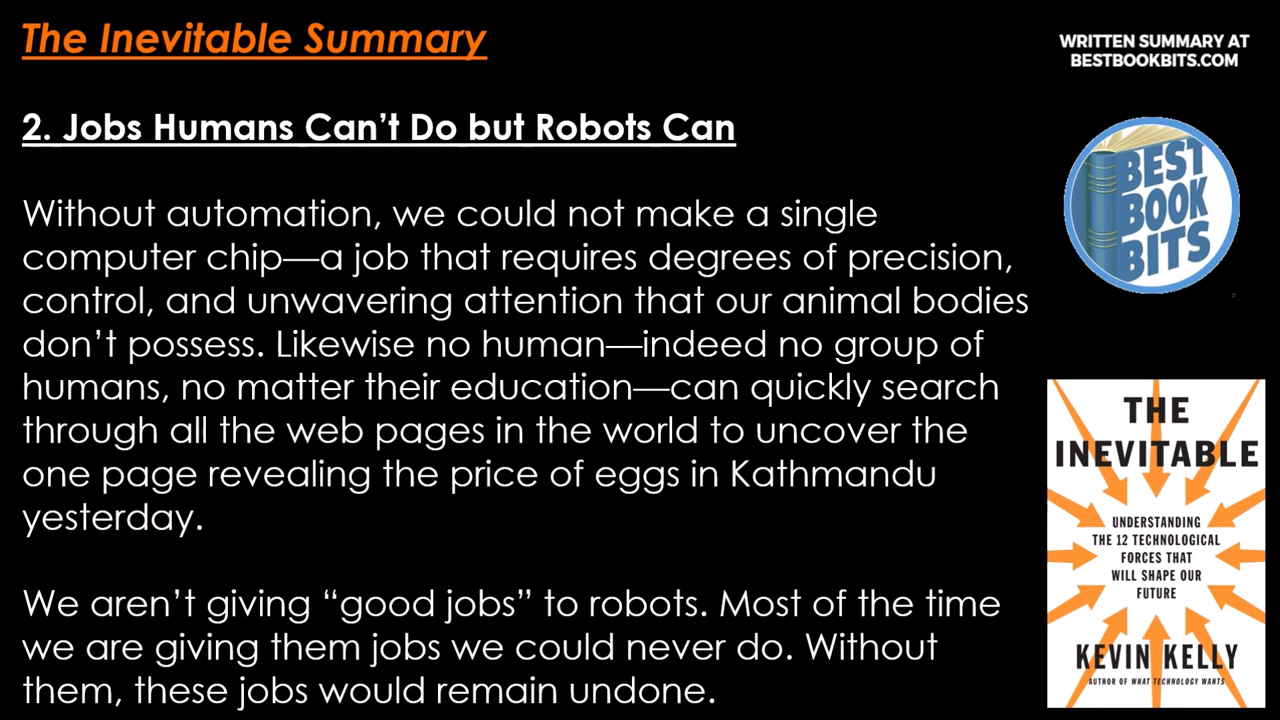 The Inevitable Summary
WRITTEN SUMMARY AT
BESTBOOKBITS.COM
2. Jobs Humans Can’t Do but Robots Can
Without automation, we could not make a single
computer chip—a job that requires degrees of precision,
control, and unwavering attention that our animal bodies
don’t possess. Likewise no human—indeed no group of
humans, no matter their education—can quickly search
through all the web pages in the world to uncover the
one page revealing the price of eggs in Kathmandu
yesterday.
We aren’t giving “good jobs” to robots. Most of the time
we are giving them jobs we could never do. Without
them, these jobs would remain undone.
BEST
BOOK
BITS
THE
INEVITABLE
UNDERSTANDING
THE 12 TECHNOLOGICAL
FORCES THAT
WILL SHAPE OUR
FUTURE
KEVIN KELLY
AUTHOR OF WHAT TECHNOLOGY WANTS